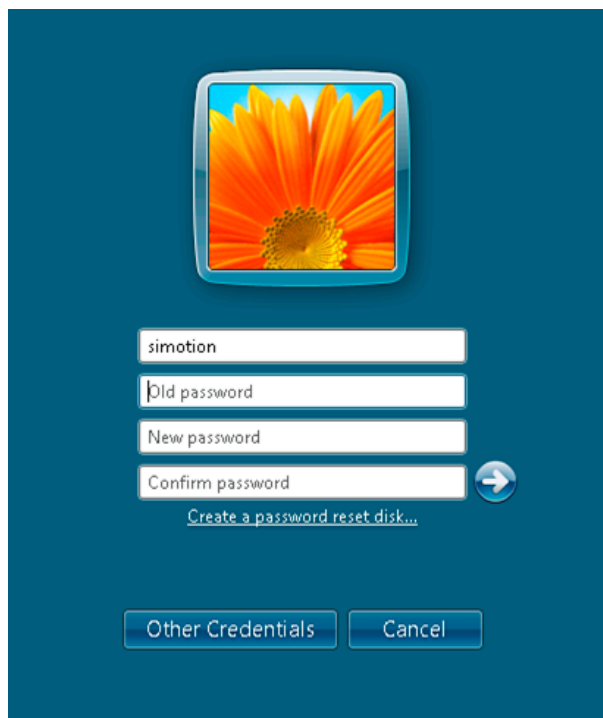 simotion
Old password
New password
Confirm password
Create a password reset disk...
Other Credentials
Cancel